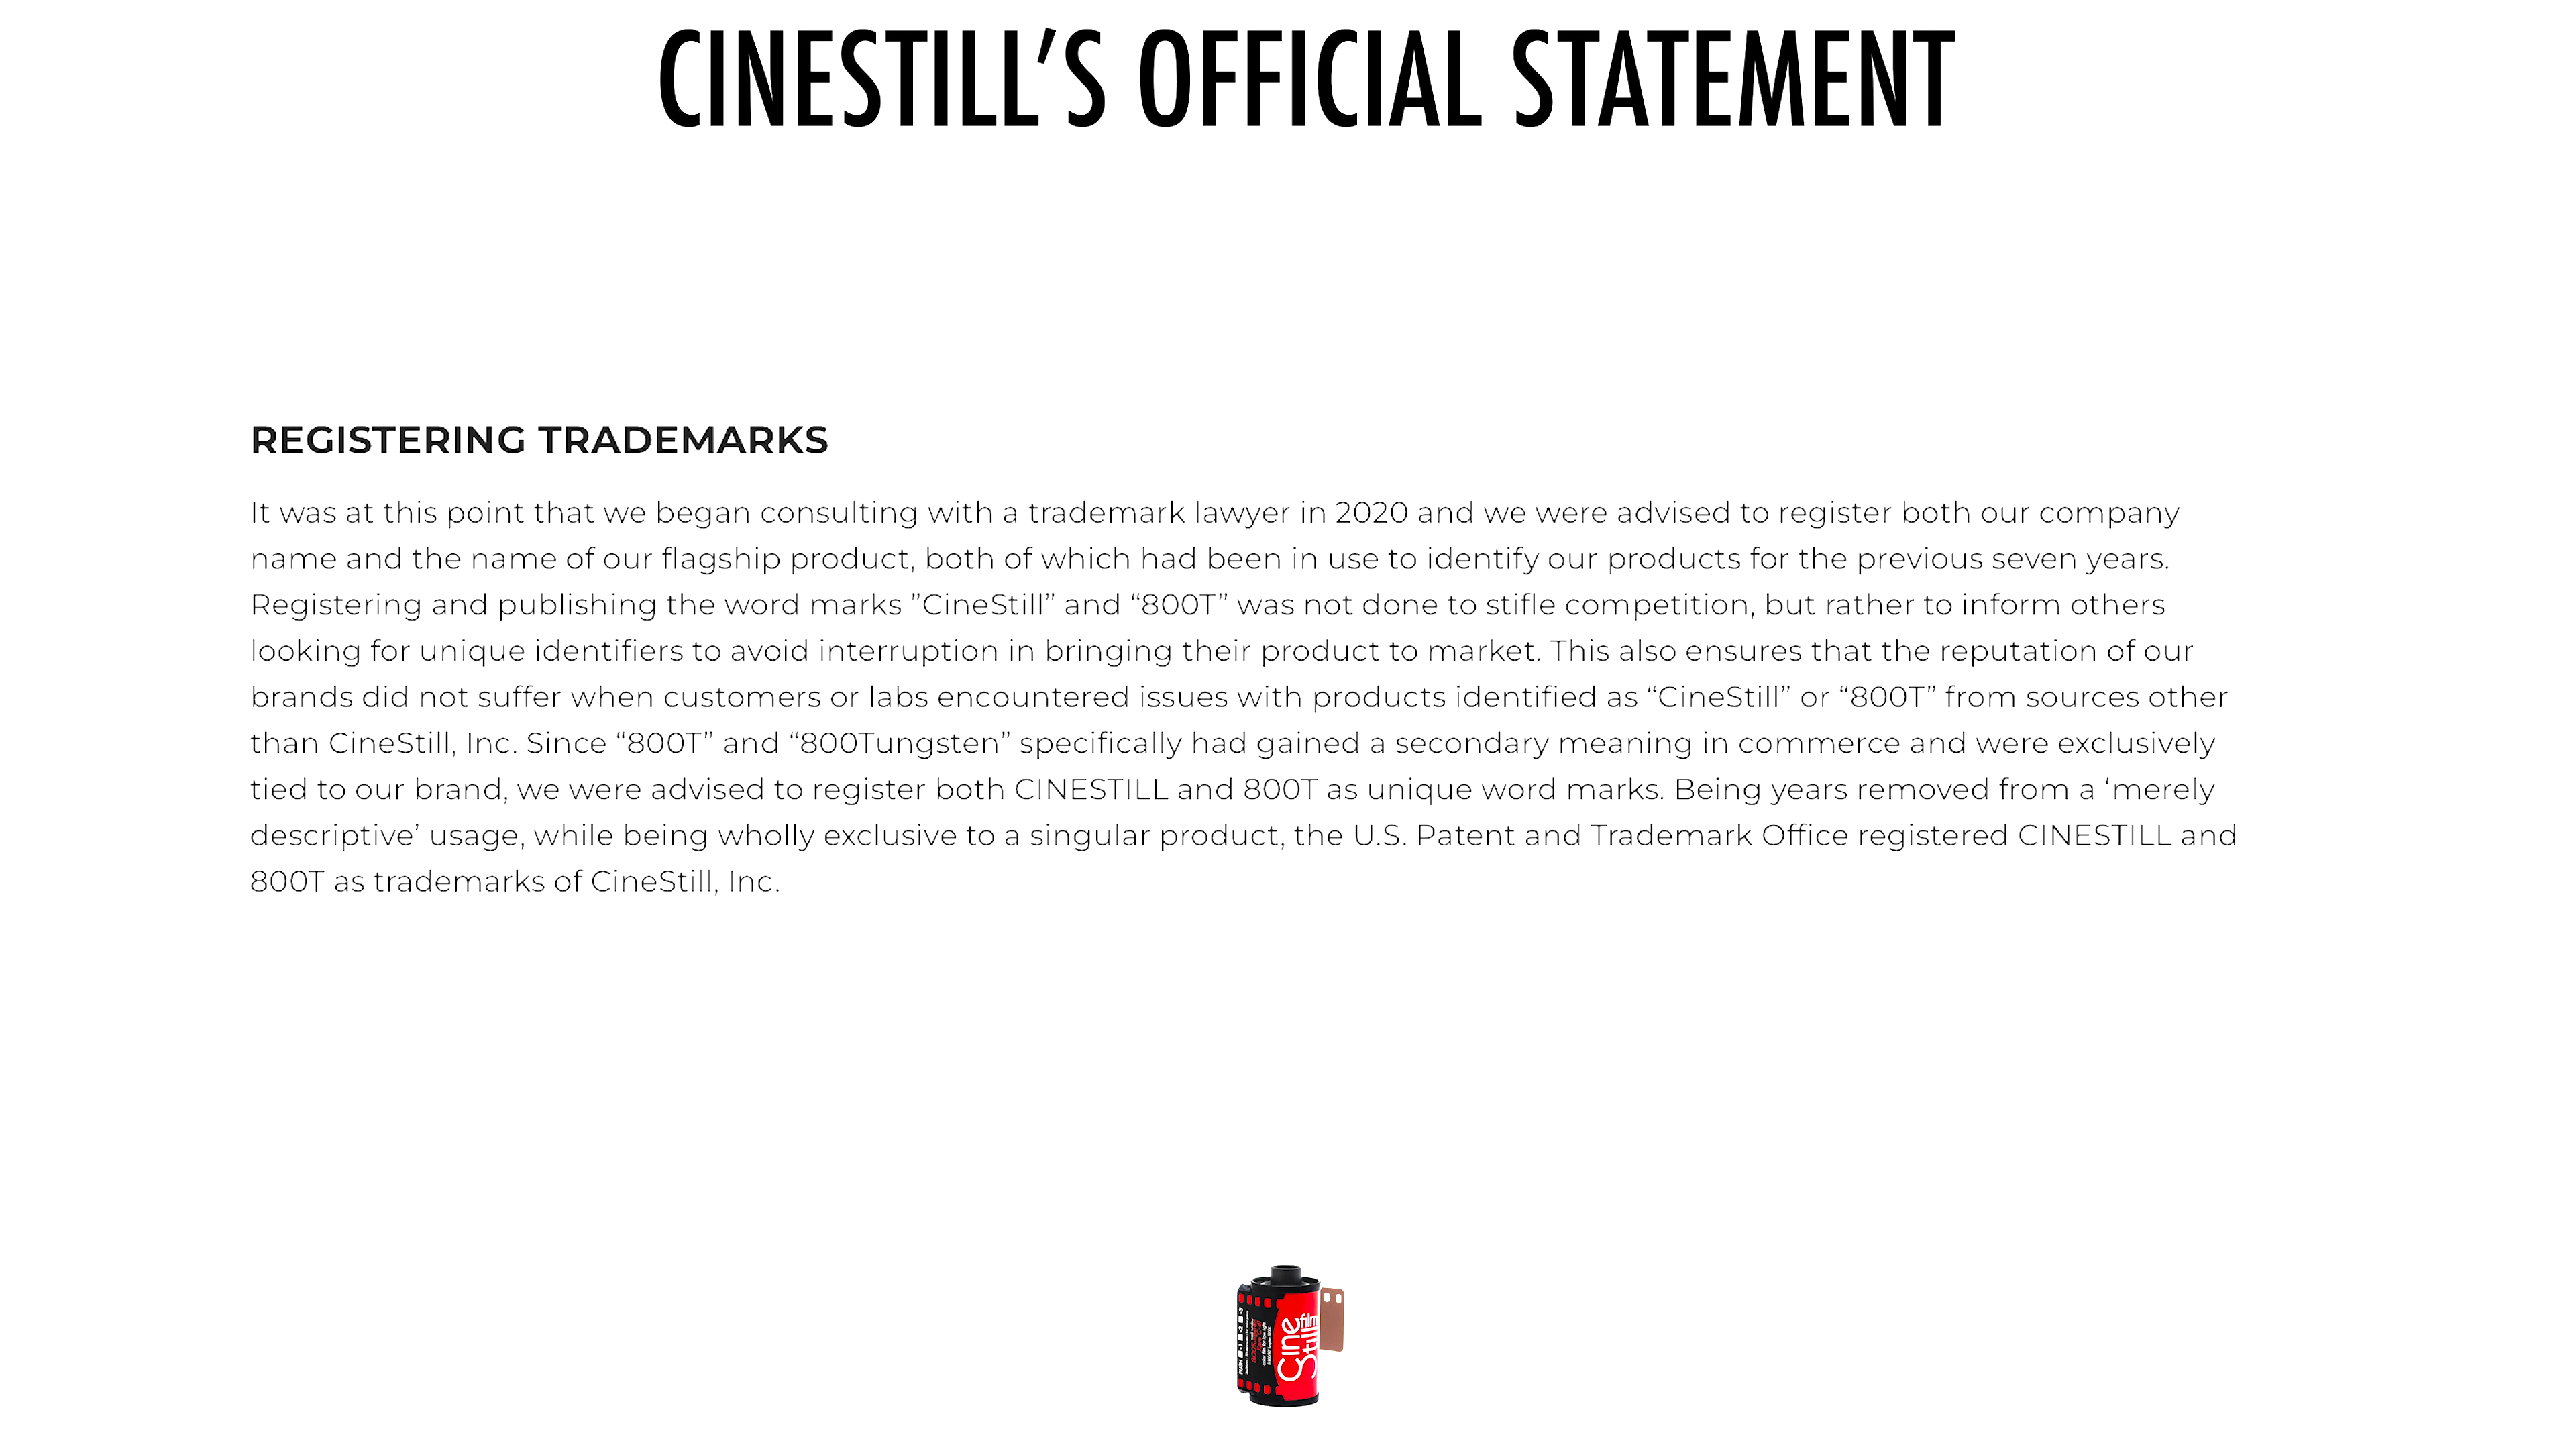 CINESTILL’S OFFICIAL STATEMENT
REGISTERING TRADEMARKS
It was at this point that we began consulting with a trademark lawyer in 2020 and we were advised to register both our company
name and the name of our flagship product, both of which had been in use to identify our products for the previous seven years.
Registering and publishing the word marks ”CineStill” and “800T” was not done to stifle competition, but rather to inform others
looking for unique identifiers to avoid interruption in bringing their product to market. This also ensures that the reputation of our
brands did not suffer when customers or labs encountered issues with products identified as “CineStill” or “800T” from sources other
than CineStill, Inc. Since “800T” and “800Tungsten” specifically had gained a secondary meaning in commerce and were exclusively
tied to our brand, we were advised to register both CINESTILL and 800T as unique word marks. Being years removed from a ‘merely
descriptive’ usage, while being wholly exclusive to a singular product, the U.S. Patent and Trademark Office registered CINESTILL and
800T as trademarks of CineStill, Inc.
Cine film
Still